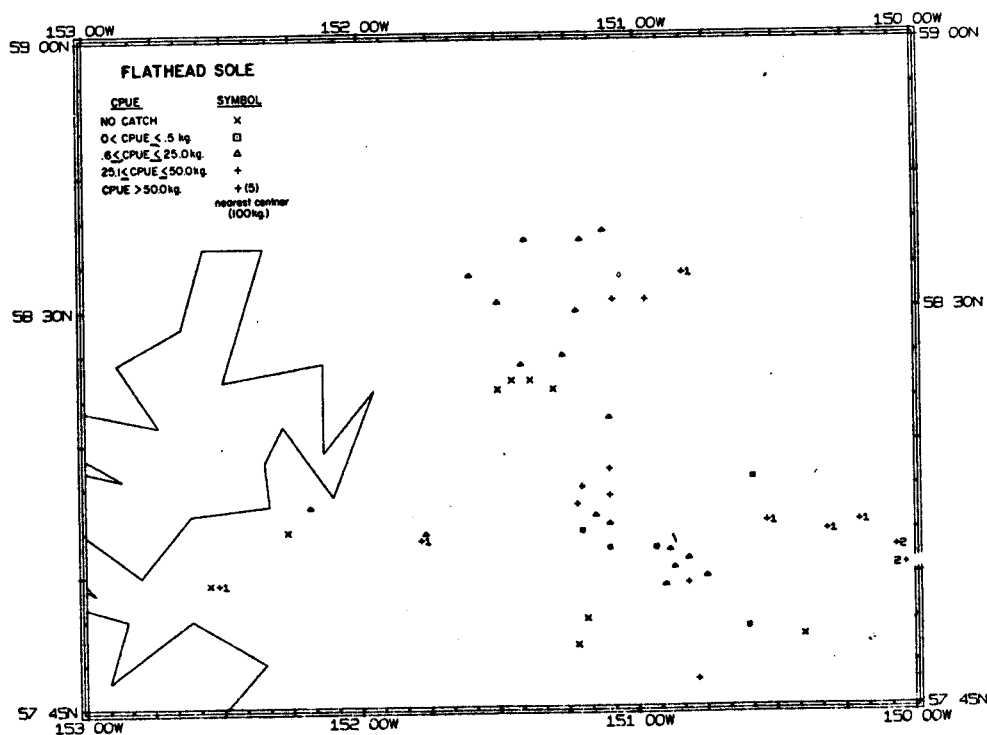 153 00W 152 00W 151 00W 150 00W
59 00N 59 00N
FLATHEAD SOLE
CPUE SYMBOL
NO CATCH x
0< CPUE ≤ .5 kg. □
.6≤CPUE ≤ 25.0kg. △
25.1≤CPUE ≤50.0kg. +
CPUE >50.0kg. +(5)
nearest centner
(100kg.)
+1
58 30N 58 30N
+1 +1 +1
+1 +2
2+
x+1
57 45N 57 45N
153 00W 152 00W 151 00W 150 00W